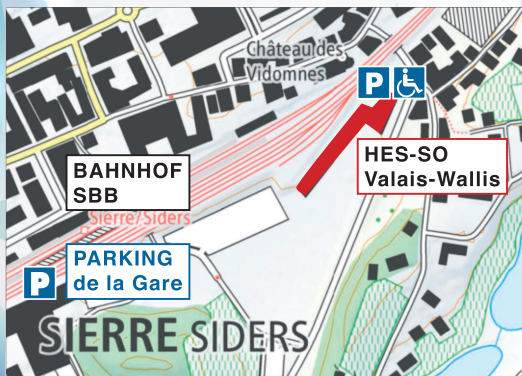 Château des
Vidomnes
P
HES-SO
Valais-Wallis
BAHNHOF
SBB
Sierre/Siders
P
PARKING
de la Gare
SIERRE SIDERS